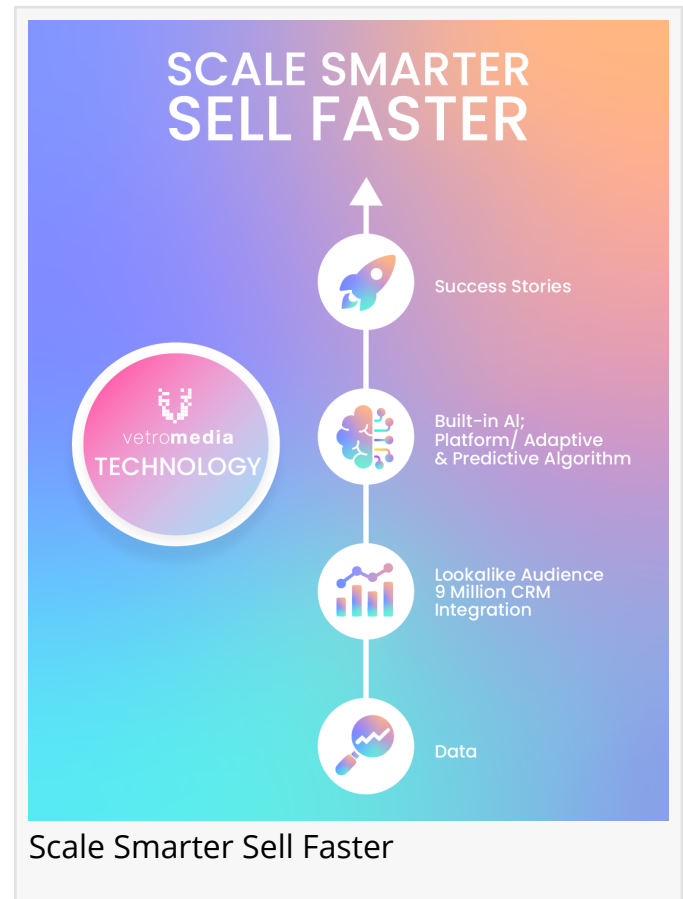 SCALE SMARTER
SELL FASTER
Success Stories
Built-in AI;
Platform/ Adaptive
& Predictive Algorithm
vetromedia
TECHNOLOGY
Lookalike Audience
9 Million CRM
Integration
Data
Scale Smarter Sell Faster